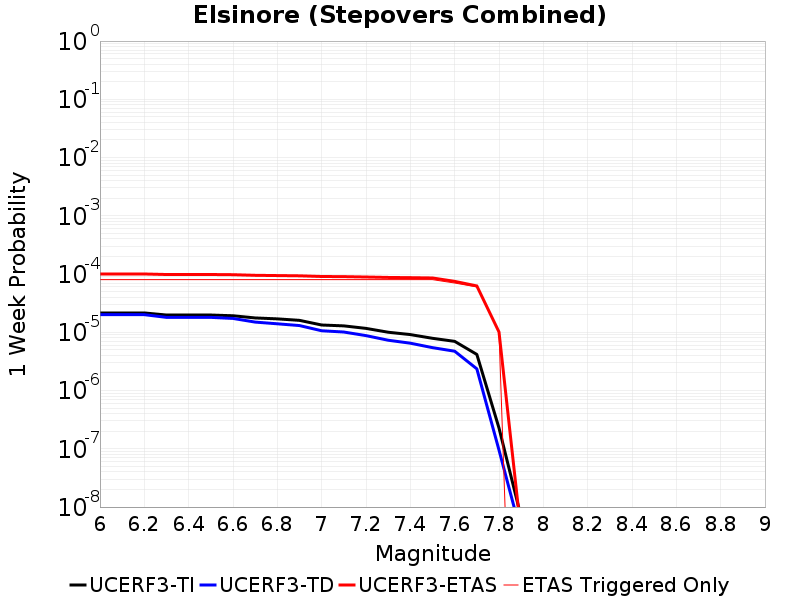 Elsinore (Stepovers Combined)
1 Week Probability
10^0
10^-1
10^-2
10^-3
10^-4
10^-5
10^-6
10^-7
10^-8
6 6.2 6.4 6.6 6.8 7 7.2 7.4 7.6 7.8 8 8.2 8.4 8.6 8.8 9
Magnitude
UCERF3-TI UCERF3-TD UCERF3-ETAS ETAS Triggered Only